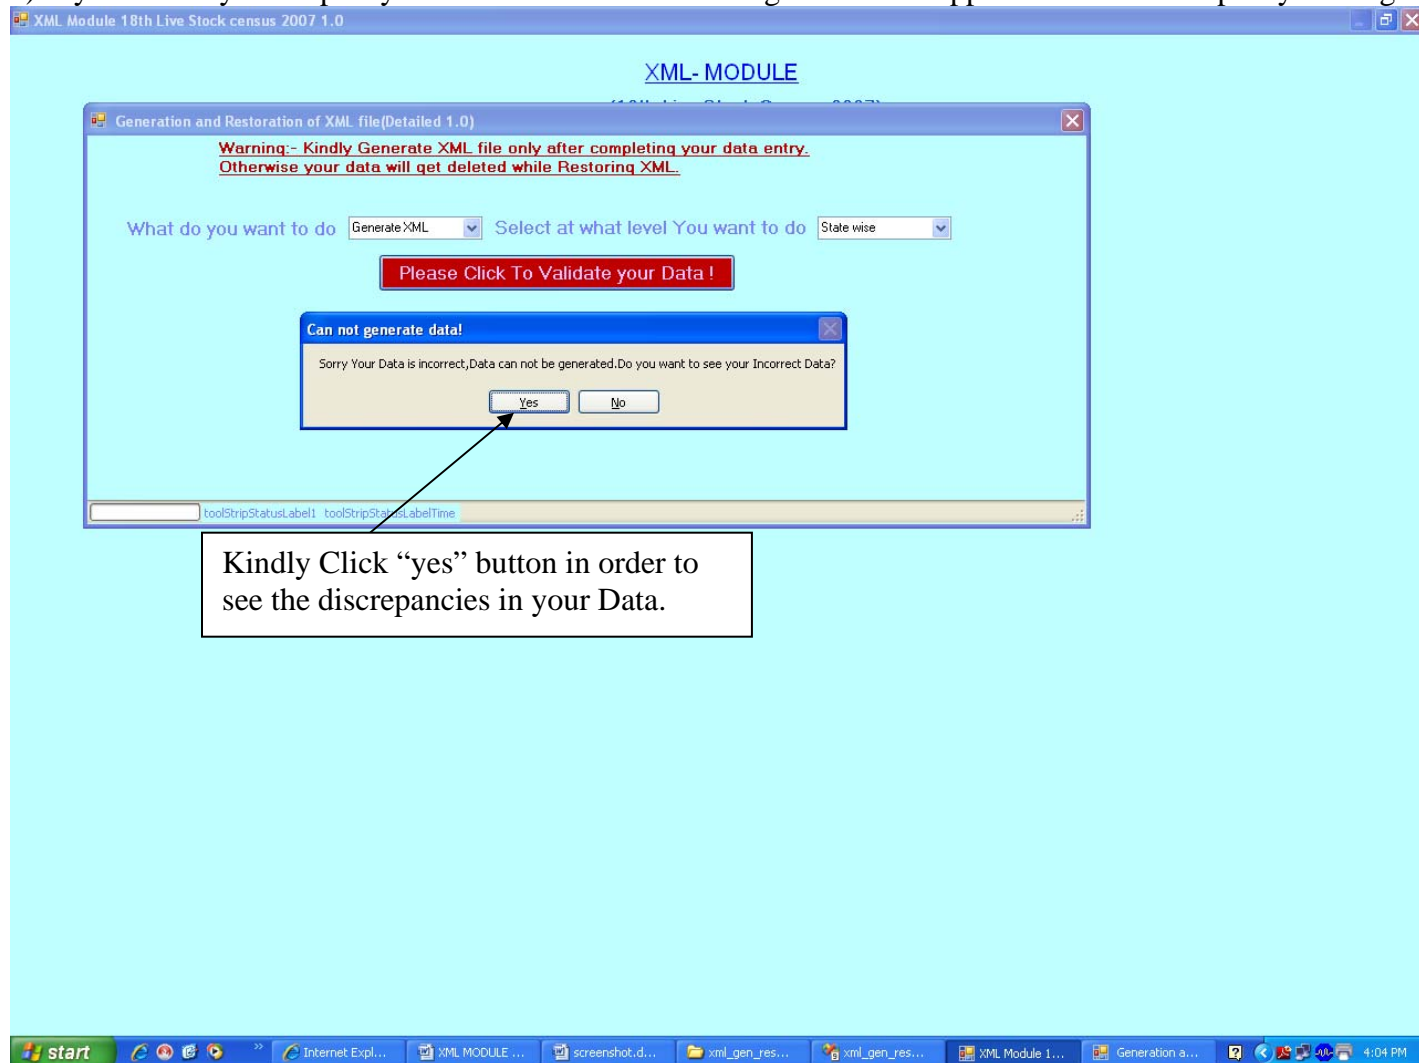 XML Module 18th Live Stock census 2007 1.0
XML- MODULE
Generation and Restoration of XML file(Detailed 1.0)
Warning:- Kindly Generate XML file only after completing your data entry.
Otherwise your data will get deleted while Restoring XML.
What do you want to do Generate XML Select at what level You want to do State wise
Please Click To Validate your Data !
Can not generate data!
Sorry Your Data is incorrect,Data can not be generated.Do you want to see your Incorrect Data?
Yes No
toolStripStatusLabel1 toolStripStatusLabelTime
Kindly Click “yes” button in order to
see the discrepancies in your Data.
start Internet Expl... XML MODULE ... screenshot.d... xml_gen_res... xml_gen_res... XML Module 1... Generation a... 4:04 PM